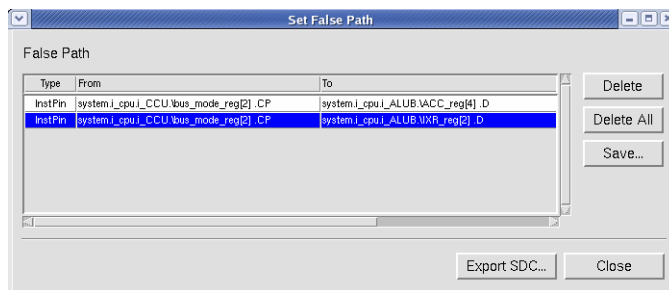 Set False Path
False Path
Type From To
InstPin system.i_cpu.i_CCU.\bus_mode_reg[2] .CP system.i_cpu.i_ALUB.\ACC_reg[4] .D
InstPin system.i_cpu.i_CCU.\bus_mode_reg[2] .CP system.i_cpu.i_ALUB.\IXR_reg[2] .D
Delete
Delete All
Save...
Export SDC... Close